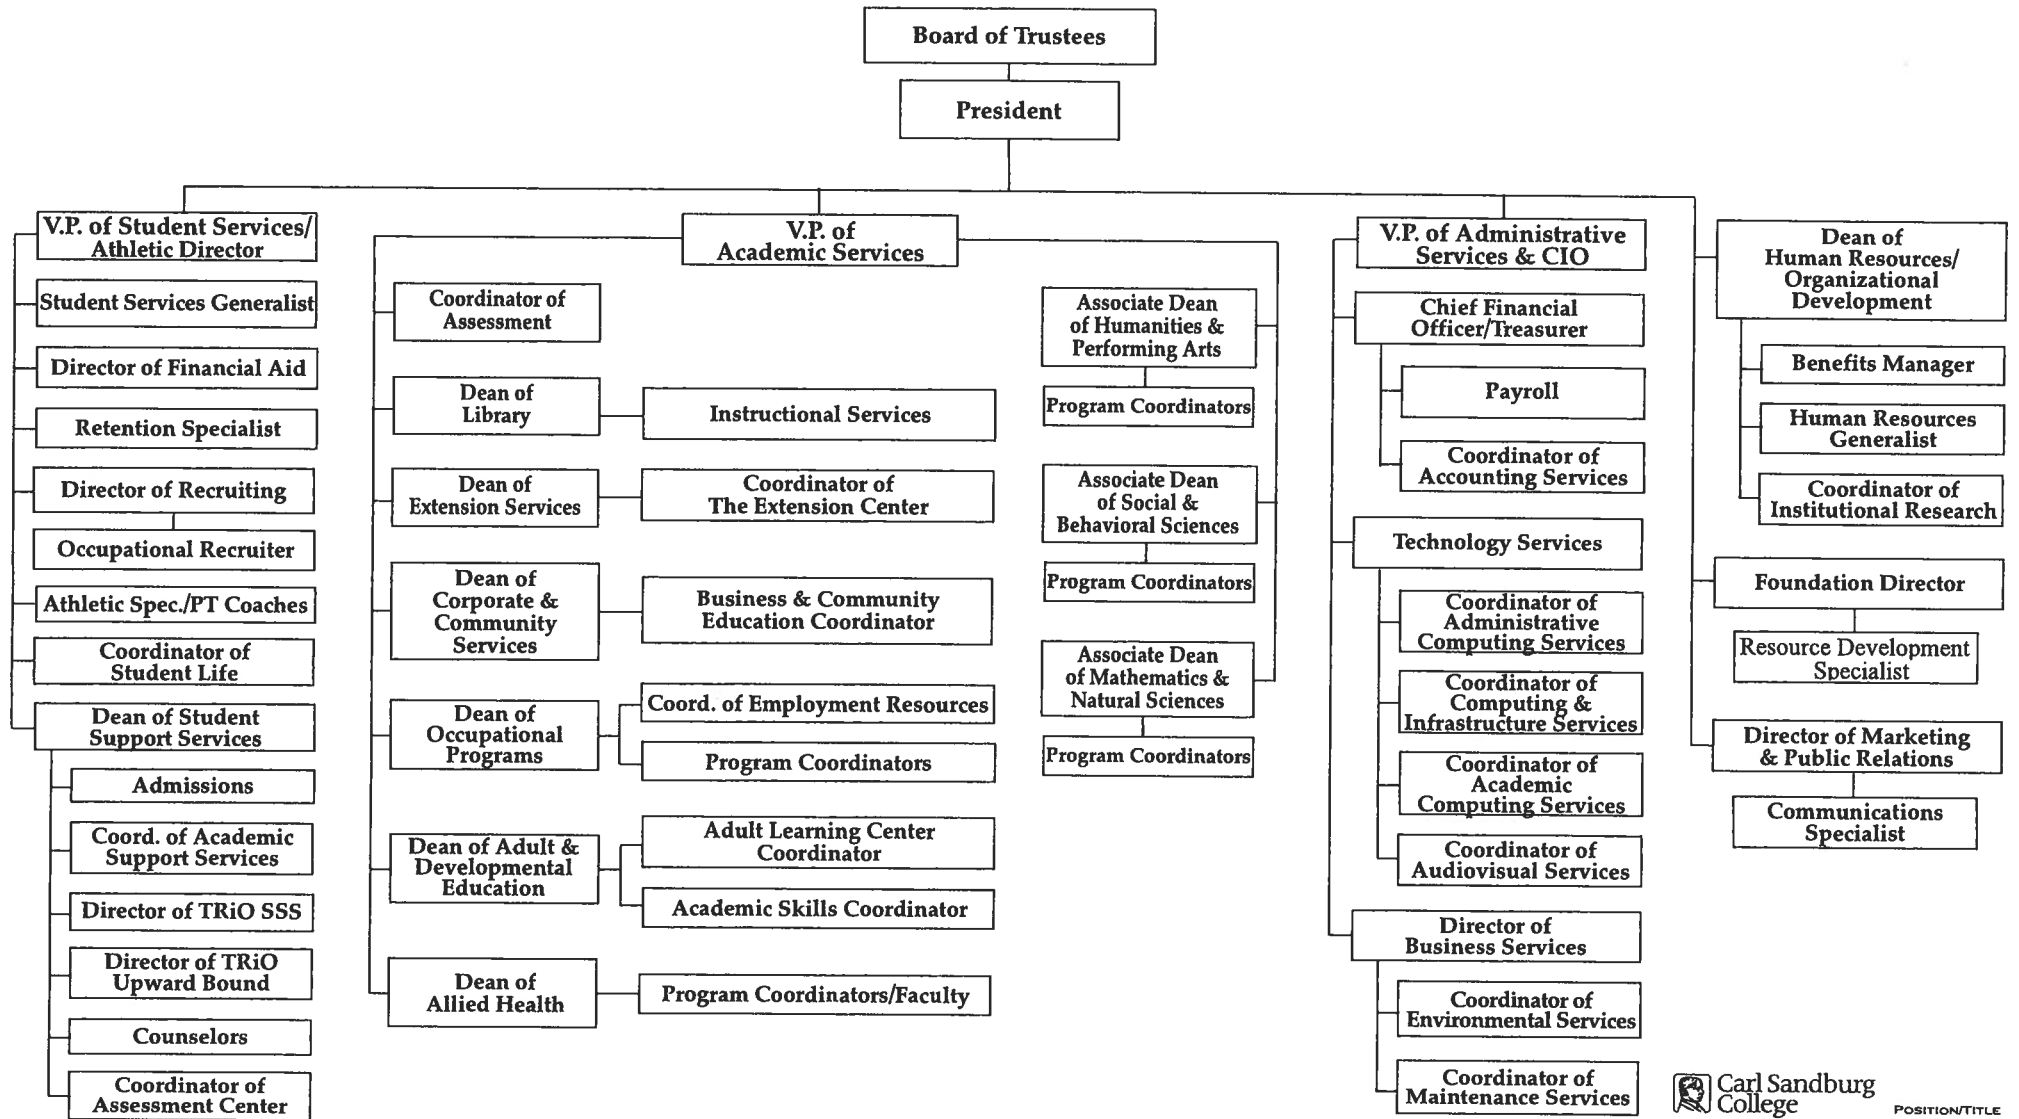 Board of Trustees
President
V.P. of Student Services/
Athletic Director
Student Services Generalist
Director of Financial Aid
Retention Specialist
Director of Recruiting
Occupational Recruiter
Athletic Spec./PT Coaches
Coordinator of
Student Life
Dean of Student
Support Services
Admissions
Coord. of Academic
Support Services
Director of TRiO SSS
Director of TRiO
Upward Bound
Counselors
Coordinator of
Assessment Center
V.P. of
Academic Services
Coordinator of
Assessment
Dean of
Library
Instructional Services
Dean of
Extension Services
Coordinator of
The Extension Center
Dean of
Corporate &
Community
Services
Business & Community
Education Coordinator
Dean of
Occupational
Programs
Coord. of Employment Resources
Program Coordinators
Dean of Adult &
Developmental
Education
Adult Learning Center
Coordinator
Academic Skills Coordinator
Dean of
Allied Health
Program Coordinators/Faculty
Associate Dean
of Humanities &
Performing Arts
Program Coordinators
Associate Dean
of Social &
Behavioral Sciences
Program Coordinators
Associate Dean
of Mathematics &
Natural Sciences
Program Coordinators
V.P. of Administrative
Services & CIO
Chief Financial
Officer/Treasurer
Payroll
Coordinator of
Accounting Services
Technology Services
Coordinator of
Administrative
Computing Services
Coordinator of
Computing &
Infrastructure Services
Coordinator of
Academic
Computing Services
Coordinator of
Audiovisual Services
Director of
Business Services
Coordinator of
Environmental Services
Coordinator of
Maintenance Services
Dean of
Human Resources/
Organizational
Development
Benefits Manager
Human Resources
Generalist
Coordinator of
Institutional Research
Foundation Director
Resource Development
Specialist
Director of Marketing
& Public Relations
Communications
Specialist
Carl Sandburg
College
POSITION/TITLE